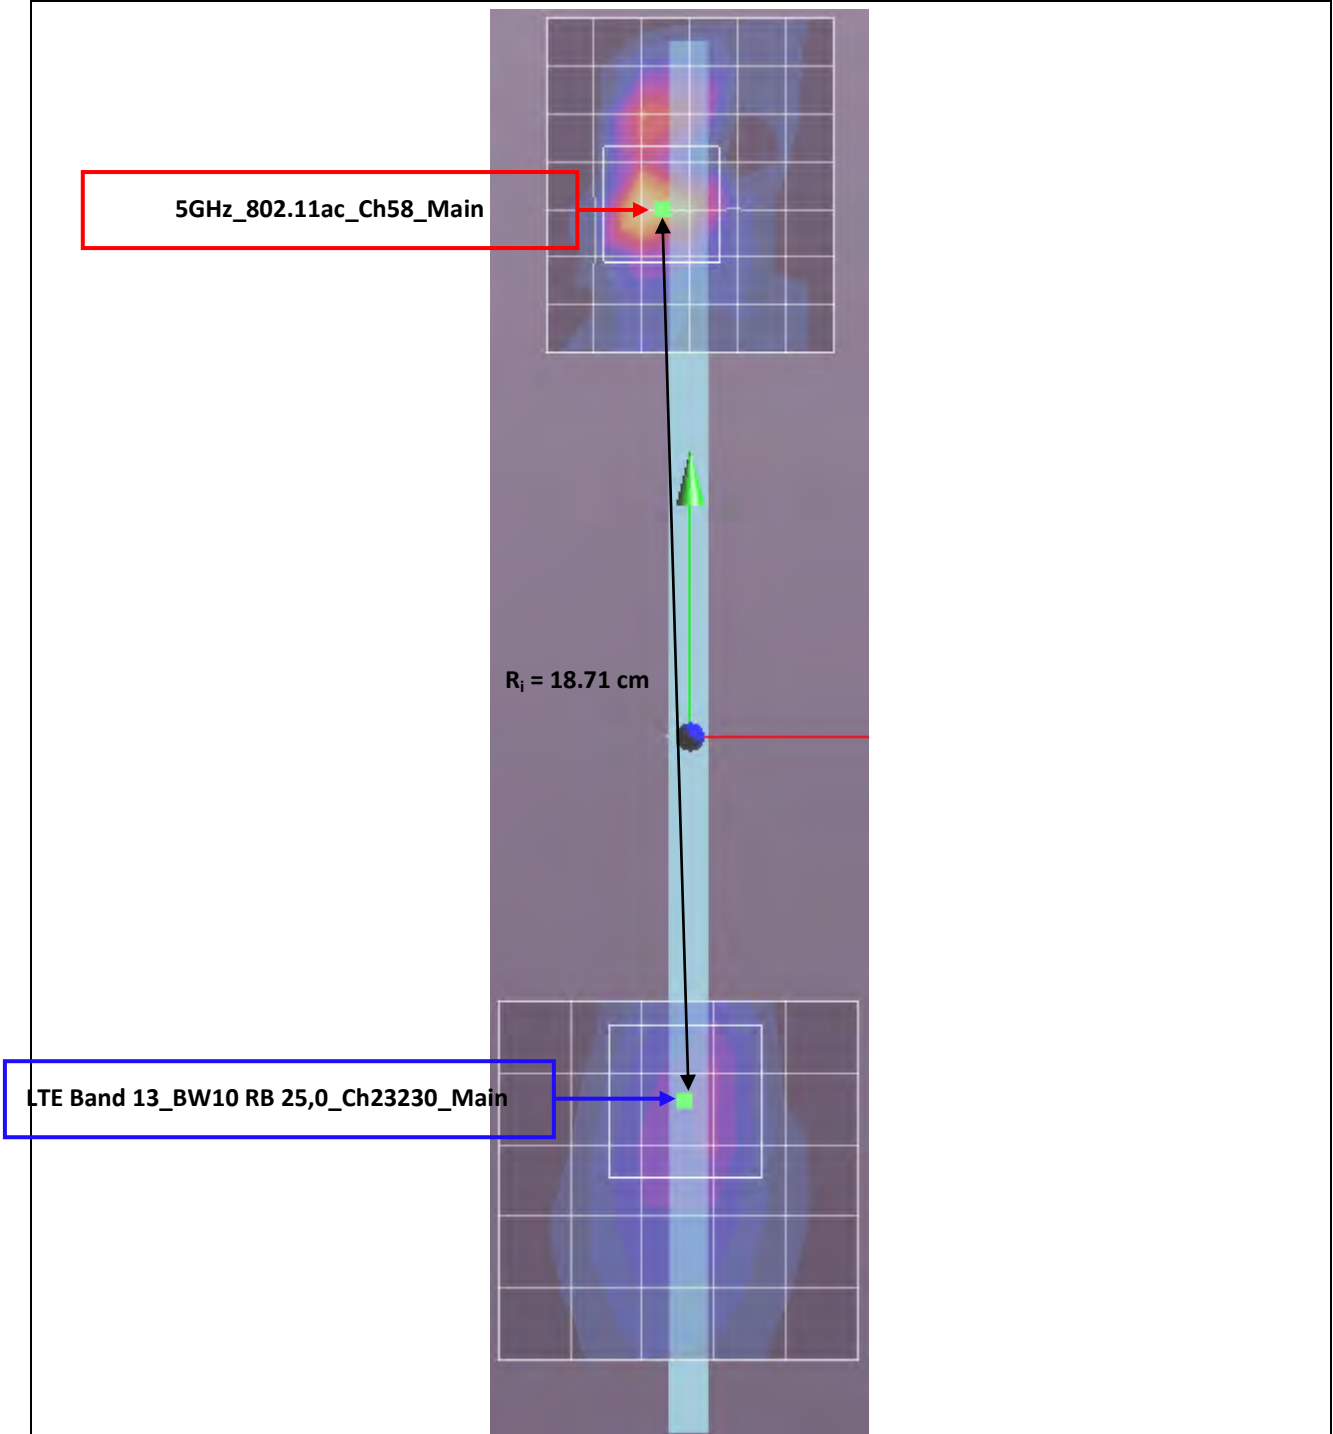 5GHz_802.11ac_Ch58_Main
Rᵢ = 18.71 cm
LTE Band 13_BW10 RB 25,0_Ch23230_Main